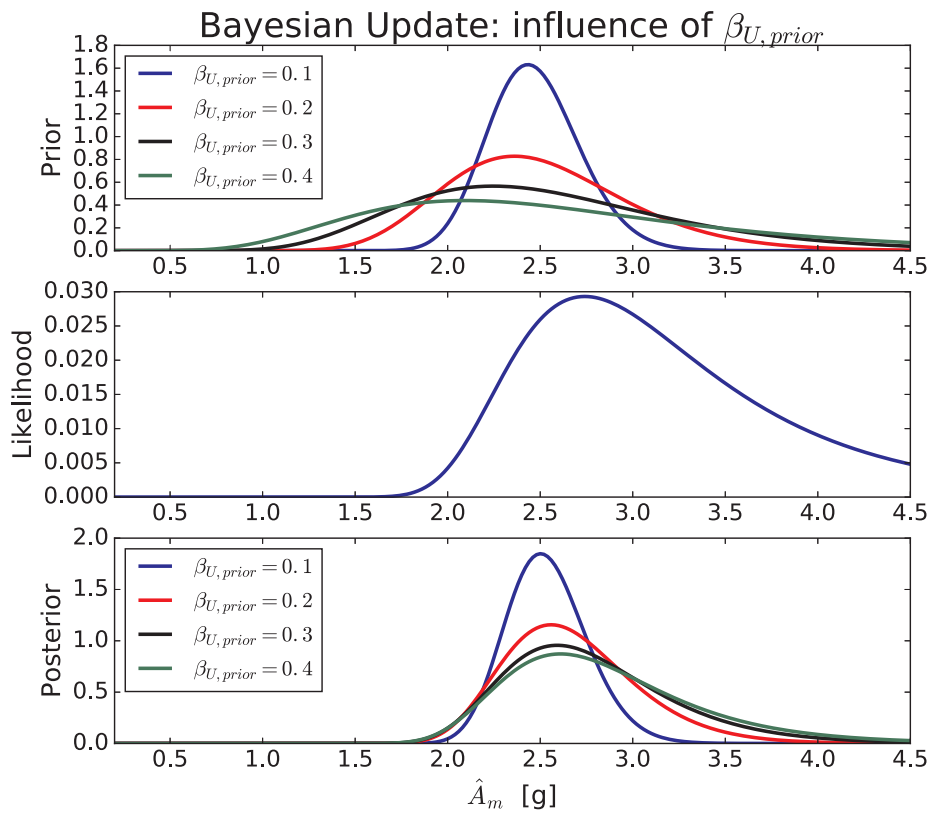 Bayesian Update: influence of β_{U,prior}
Prior
1.8
1.6
1.4
1.2
1.0
0.8
0.6
0.4
0.2
0.0
β_{U,prior} = 0.1
β_{U,prior} = 0.2
β_{U,prior} = 0.3
β_{U,prior} = 0.4
0.5 1.0 1.5 2.0 2.5 3.0 3.5 4.0 4.5
Likelihood
0.030
0.025
0.020
0.015
0.010
0.005
0.000
0.5 1.0 1.5 2.0 2.5 3.0 3.5 4.0 4.5
Posterior
2.0
1.5
1.0
0.5
0.0
β_{U,prior} = 0.1
β_{U,prior} = 0.2
β_{U,prior} = 0.3
β_{U,prior} = 0.4
0.5 1.0 1.5 2.0 2.5 3.0 3.5 4.0 4.5
Â_m [g]